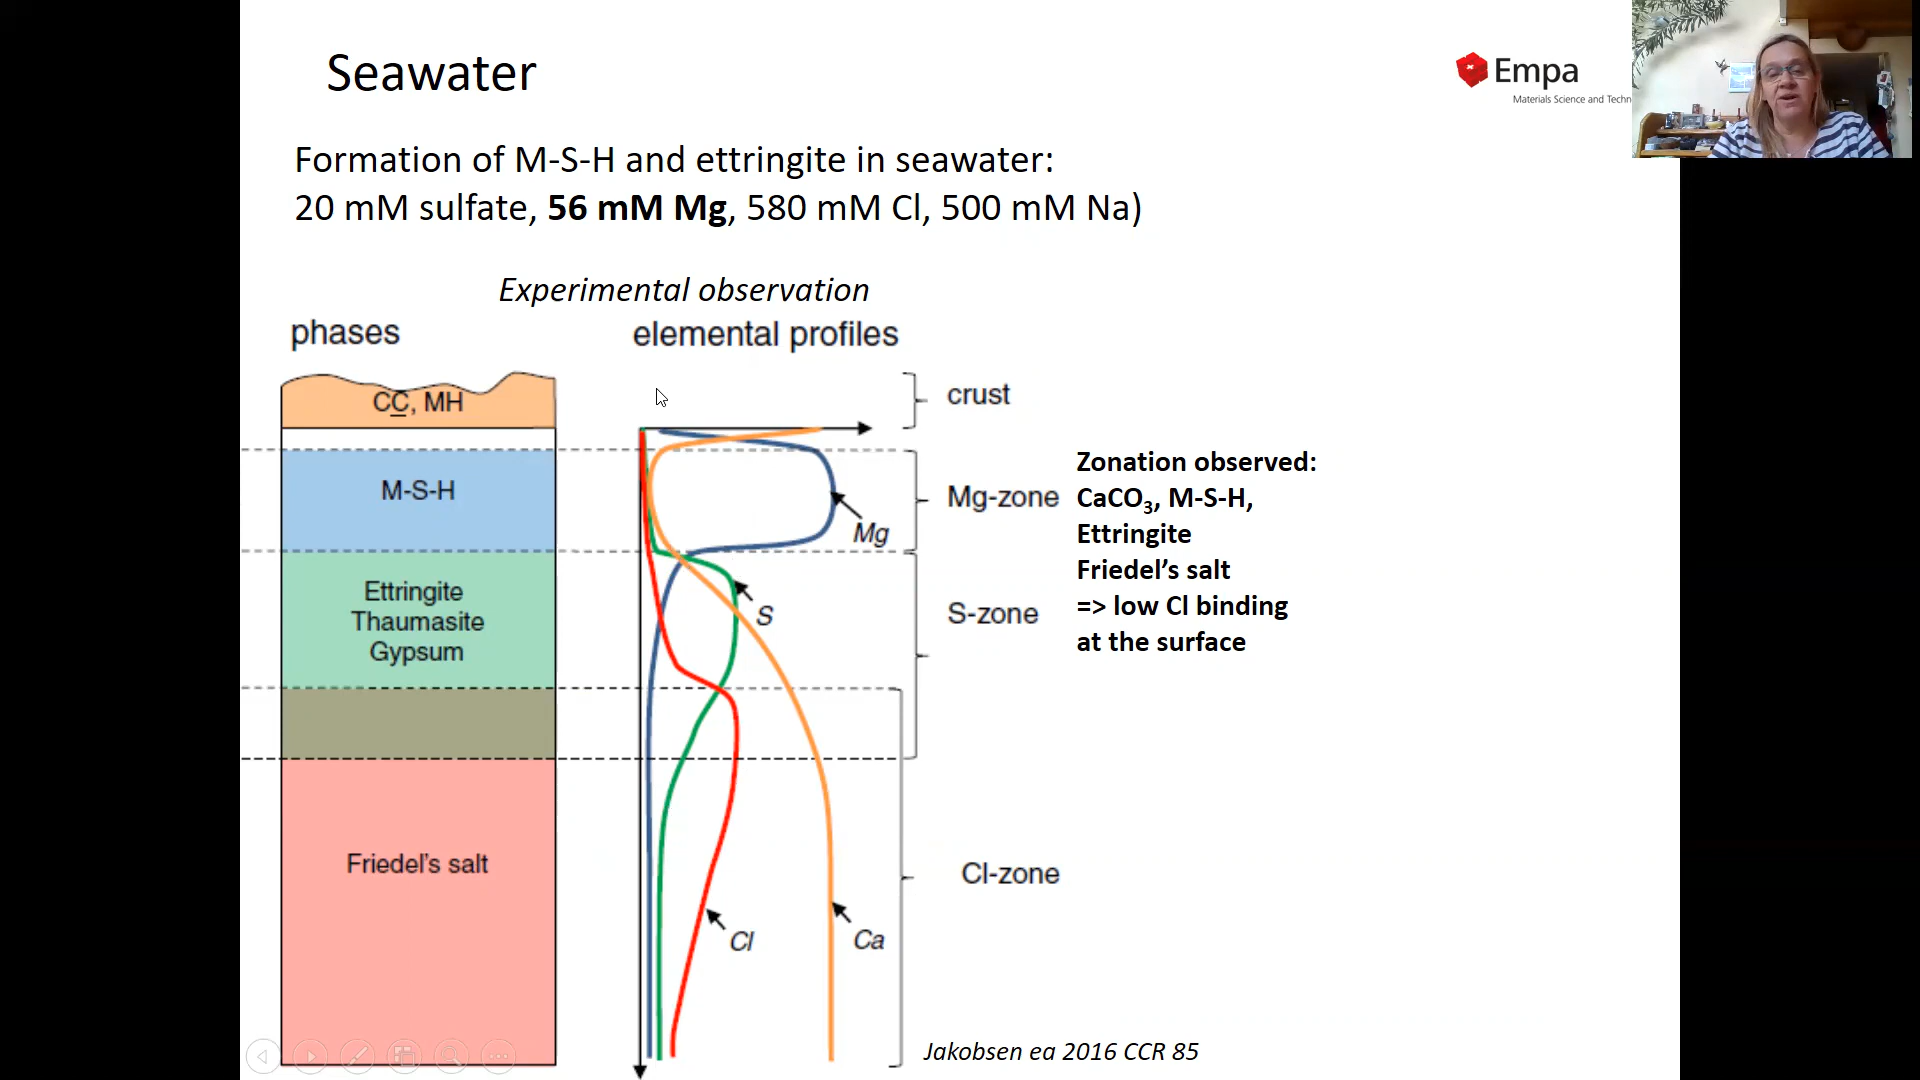 Seawater
Empa
Materials Science and Techn
Formation of M-S-H and ettringite in seawater:
20 mM sulfate, 56 mM Mg, 580 mM Cl, 500 mM Na)
Experimental observation
phases
elemental profiles
CC, MH
crust
M-S-H
Mg-zone
Mg
Zonation observed:
CaCO₃, M-S-H,
Ettringite
Friedel's salt
=> low Cl binding
at the surface
Ettringite
Thaumasite
Gypsum
S
S-zone
Friedel's salt
Cl-zone
Cl
Ca
Jakobsen ea 2016 CCR 85